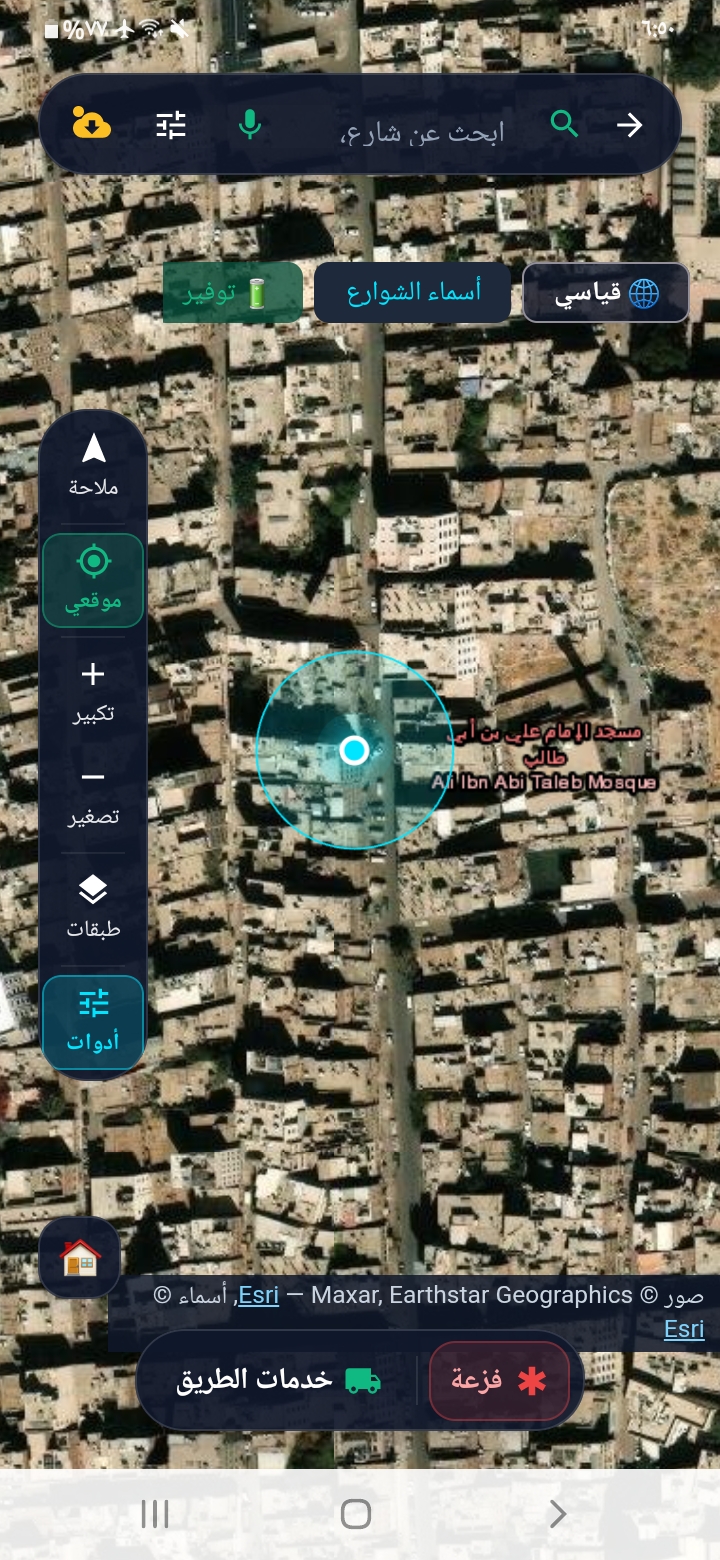 ٦:٥٠
%٧٧
ابحث عن شارع،
قياسي
أسماء الشوارع
توفير
ملاحة
موقعي
تكبير
تصغير
طبقات
أدوات
مسجد الإمام علي بن أبي
طالب
Ali Ibn Abi Taleb Mosque
صور © Esri — Maxar, Earthstar Geographics, أسماء ©
Esri
فزعة
خدمات الطريق